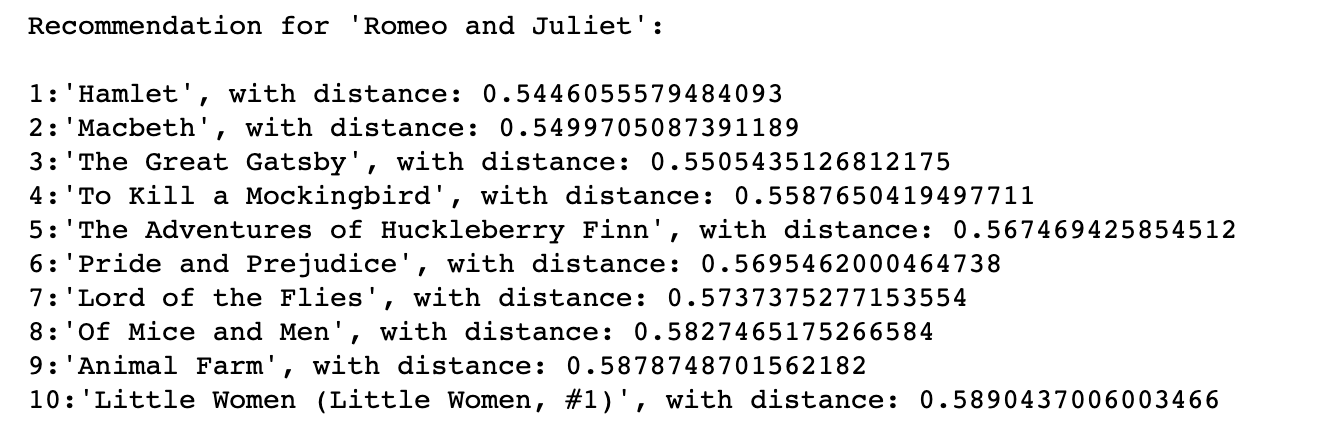 Recommendation for 'Romeo and Juliet':
1:'Hamlet', with distance: 0.5446055579484093
2:'Macbeth', with distance: 0.5499705087391189
3:'The Great Gatsby', with distance: 0.5505435126812175
4:'To Kill a Mockingbird', with distance: 0.5587650419497711
5:'The Adventures of Huckleberry Finn', with distance: 0.567469425854512
6:'Pride and Prejudice', with distance: 0.5695462000464738
7:'Lord of the Flies', with distance: 0.5737375277153554
8:'Of Mice and Men', with distance: 0.5827465175266584
9:'Animal Farm', with distance: 0.5878748701562182
10:'Little Women (Little Women, #1)', with distance: 0.5890437006003466